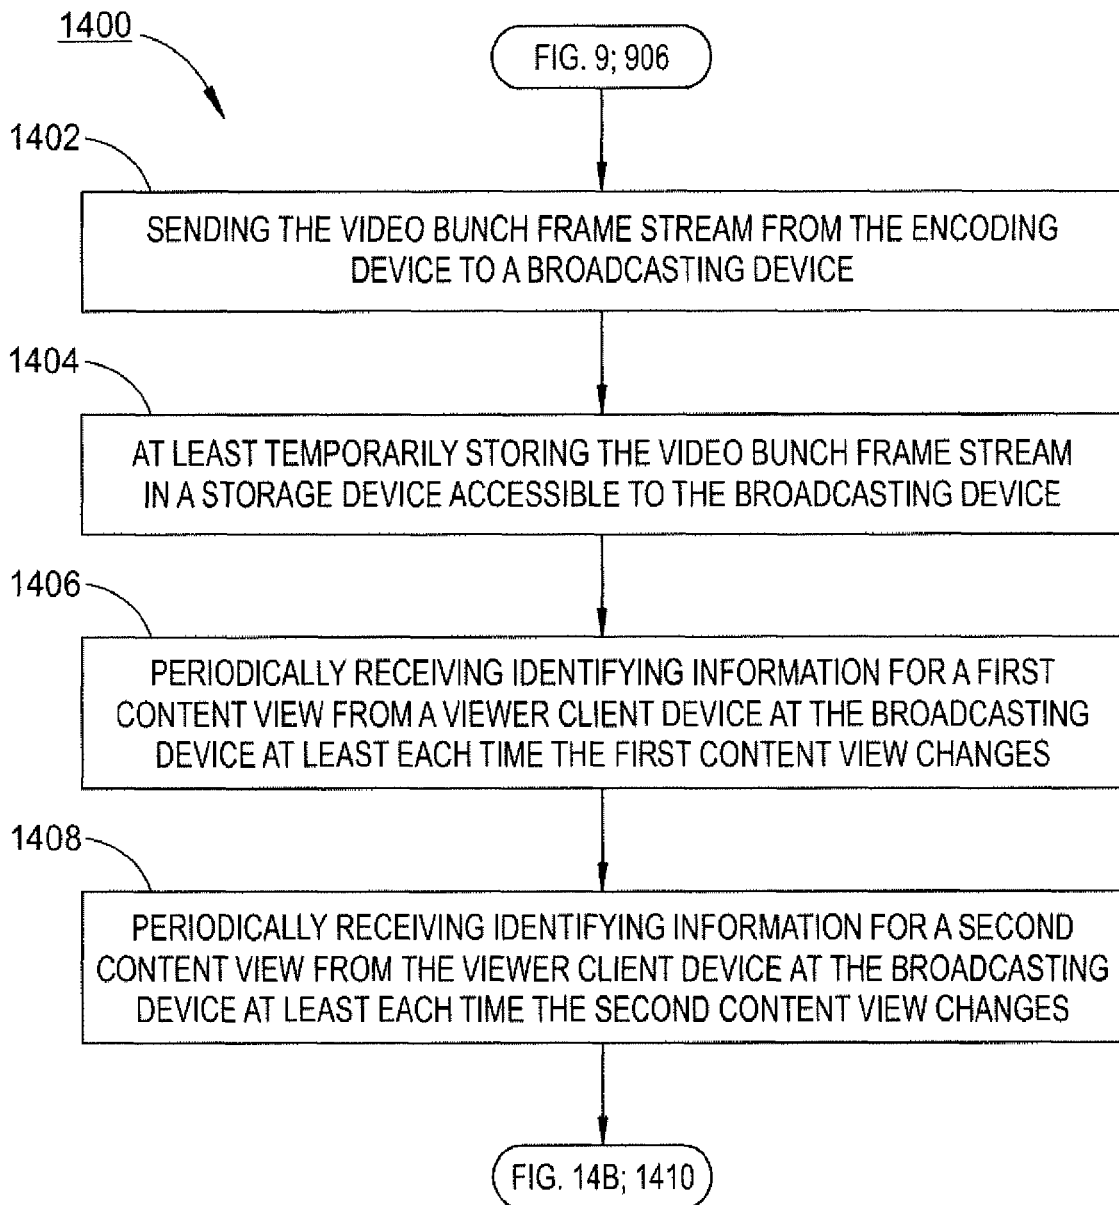 1400
FIG. 9; 906
1402
SENDING THE VIDEO BUNCH FRAME STREAM FROM THE ENCODING
DEVICE TO A BROADCASTING DEVICE
1404
AT LEAST TEMPORARILY STORING THE VIDEO BUNCH FRAME STREAM
IN A STORAGE DEVICE ACCESSIBLE TO THE BROADCASTING DEVICE
1406
PERIODICALLY RECEIVING IDENTIFYING INFORMATION FOR A FIRST
CONTENT VIEW FROM A VIEWER CLIENT DEVICE AT THE BROADCASTING
DEVICE AT LEAST EACH TIME THE FIRST CONTENT VIEW CHANGES
1408
PERIODICALLY RECEIVING IDENTIFYING INFORMATION FOR A SECOND
CONTENT VIEW FROM THE VIEWER CLIENT DEVICE AT THE BROADCASTING
DEVICE AT LEAST EACH TIME THE SECOND CONTENT VIEW CHANGES
FIG. 14B; 1410